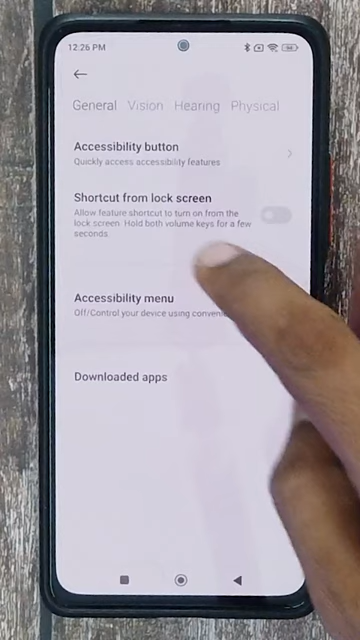 12:26 PM
General Vision Hearing Physical
Accessibility button
Quickly access accessibility features
Shortcut from lock screen
Allow feature shortcut to turn on from the
lock screen. Hold both volume keys for a few
seconds.
Accessibility menu
Off/Control your device using
Downloaded apps